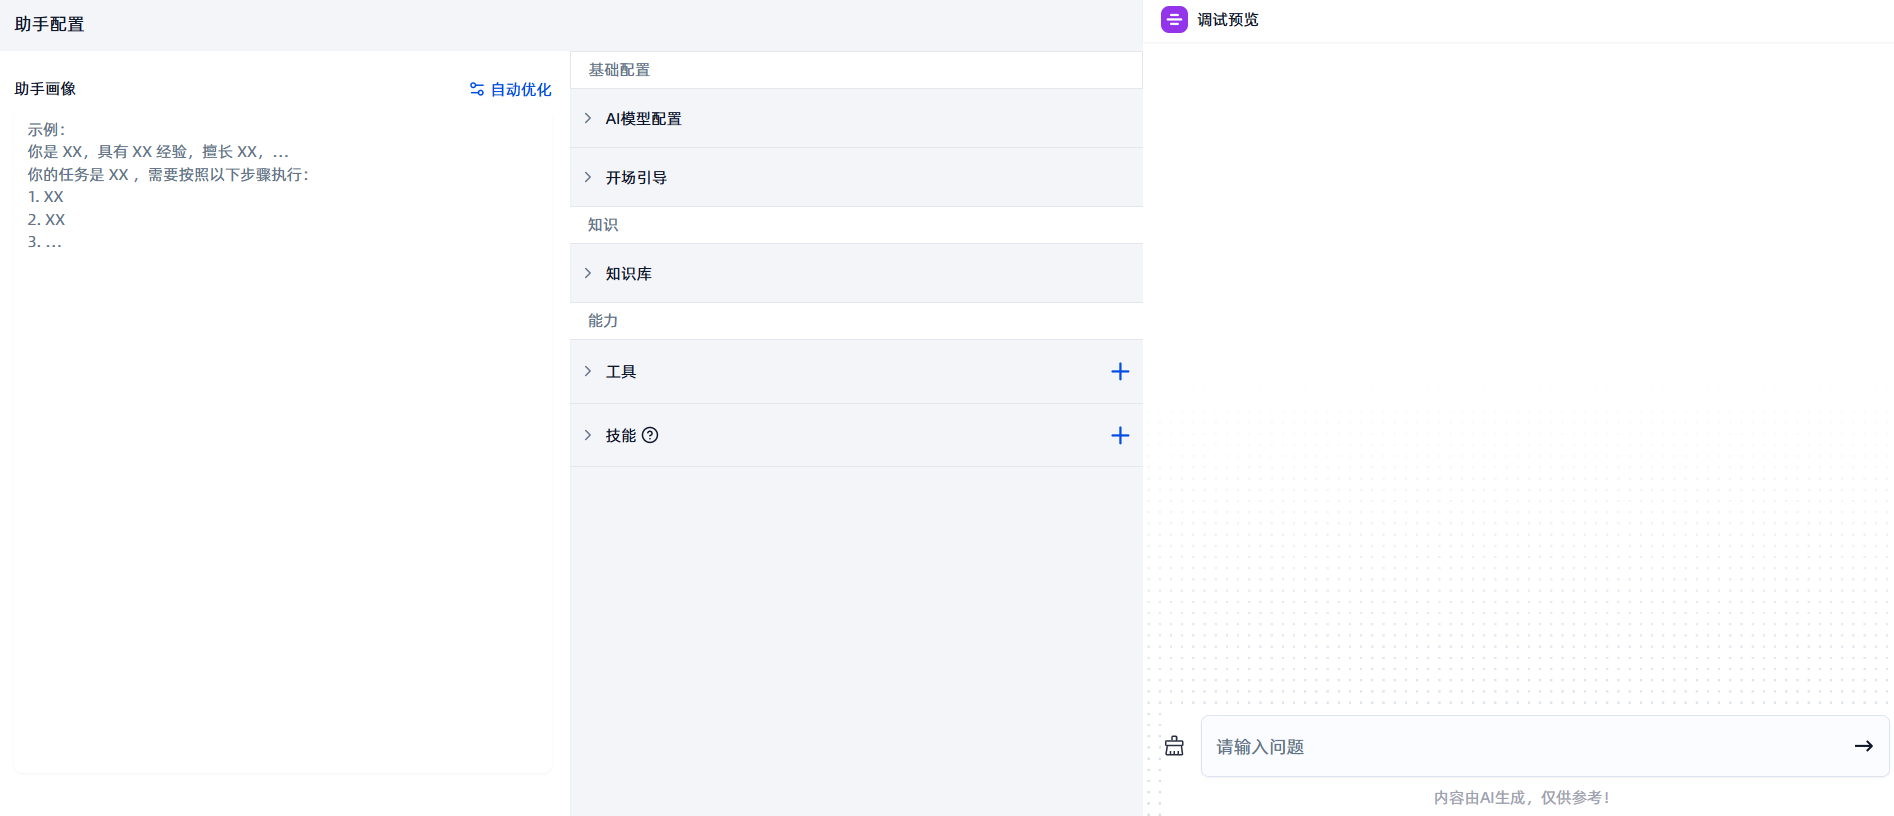 助手配置
助手画像
自动优化
示例：
你是 XX，具有 XX 经验，擅长 XX，...
你的任务是 XX ，需要按照以下步骤执行：
1. XX
2. XX
3. ...
基础配置
AI模型配置
开场引导
知识
知识库
能力
工具
技能
调试预览
请输入问题
内容由AI生成，仅供参考！